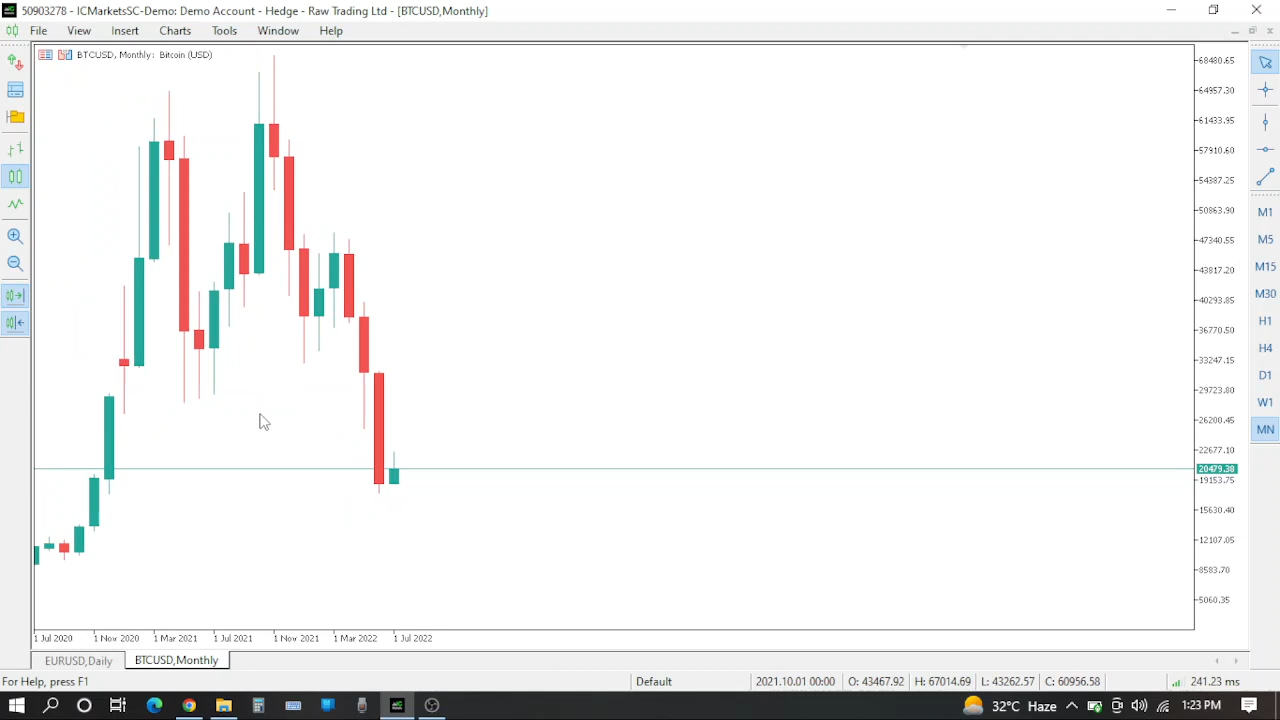 50903278 - ICMarketsSC-Demo: Demo Account - Hedge - Raw Trading Ltd - [BTCUSD,Monthly]
File View Insert Charts Tools Window Help
BTCUSD, Monthly: Bitcoin (USD)
68480.65
64957.30
61433.95
57910.60
54387.25
50863.90
47340.55
43817.20
40293.85
36770.50
33247.15
29723.80
26200.45
22677.10
20479.38
19153.75
15630.40
12107.05
8583.70
5060.35
M1
M5
M15
M30
H1
H4
D1
W1
MN
1 Jul 2020 1 Nov 2020 1 Mar 2021 1 Jul 2021 1 Nov 2021 1 Mar 2022 1 Jul 2022
EURUSD,Daily BTCUSD,Monthly
For Help, press F1 Default 2021.10.01 00:00 O: 43467.92 H: 67014.69 L: 43262.57 C: 60956.58 241.23 ms
32°C Haze 1:23 PM